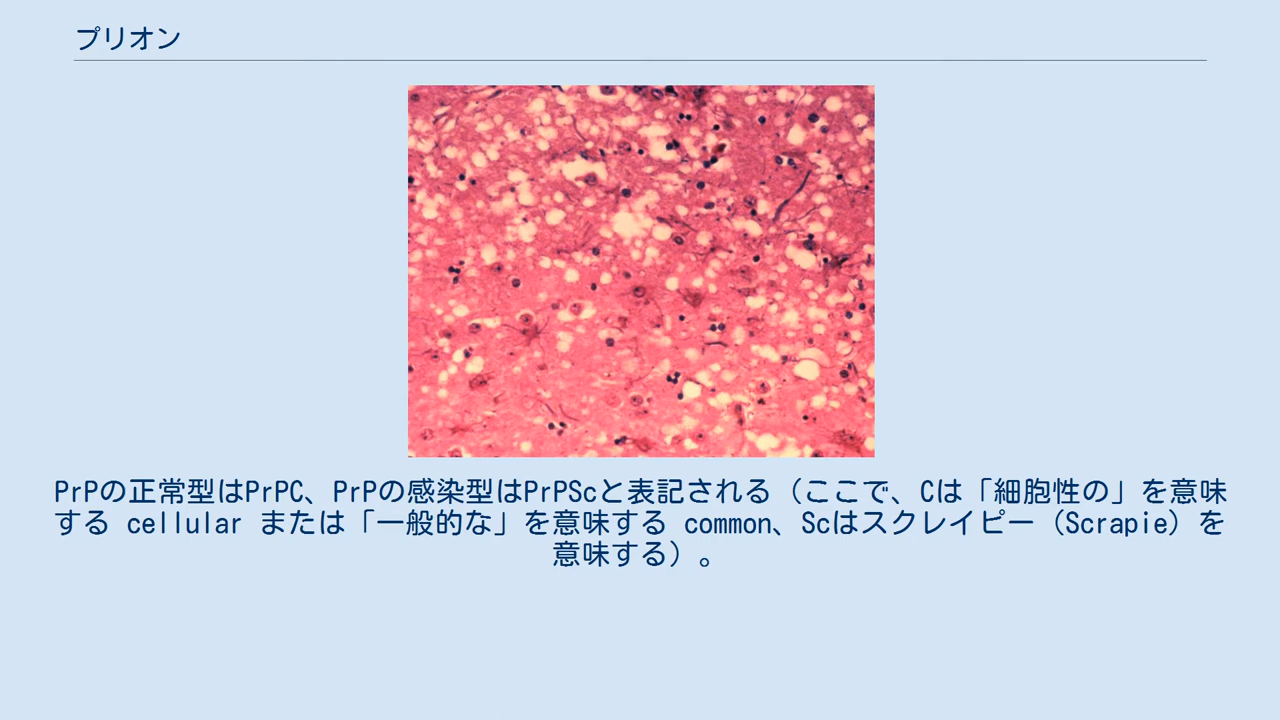 プリオン
PrPの正常型はPrPC、PrPの感染型はPrPScと表記される（ここで、Cは「細胞性の」を意味
する cellular または「一般的な」を意味する common、Scはスクレイピー（Scrapie）を
意味する）。